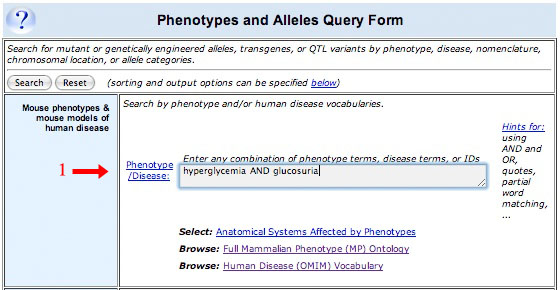 ?
Phenotypes and Alleles Query Form
Search for mutant or genetically engineered alleles, transgenes, or QTL variants by phenotype, disease, nomenclature,
chromosomal location, or allele categories.
Search Reset (sorting and output options can be specified below)
Mouse phenotypes &
mouse models of
human disease
Search by phenotype and/or human disease vocabularies.
1
Phenotype
/Disease:
Enter any combination of phenotype terms, disease terms, or IDs
hyperglycemia AND glucosuria
Hints for:
using
AND and
OR,
quotes,
partial
word
matching,
...
Select: Anatomical Systems Affected by Phenotypes
Browse: Full Mammalian Phenotype (MP) Ontology
Browse: Human Disease (OMIM) Vocabulary